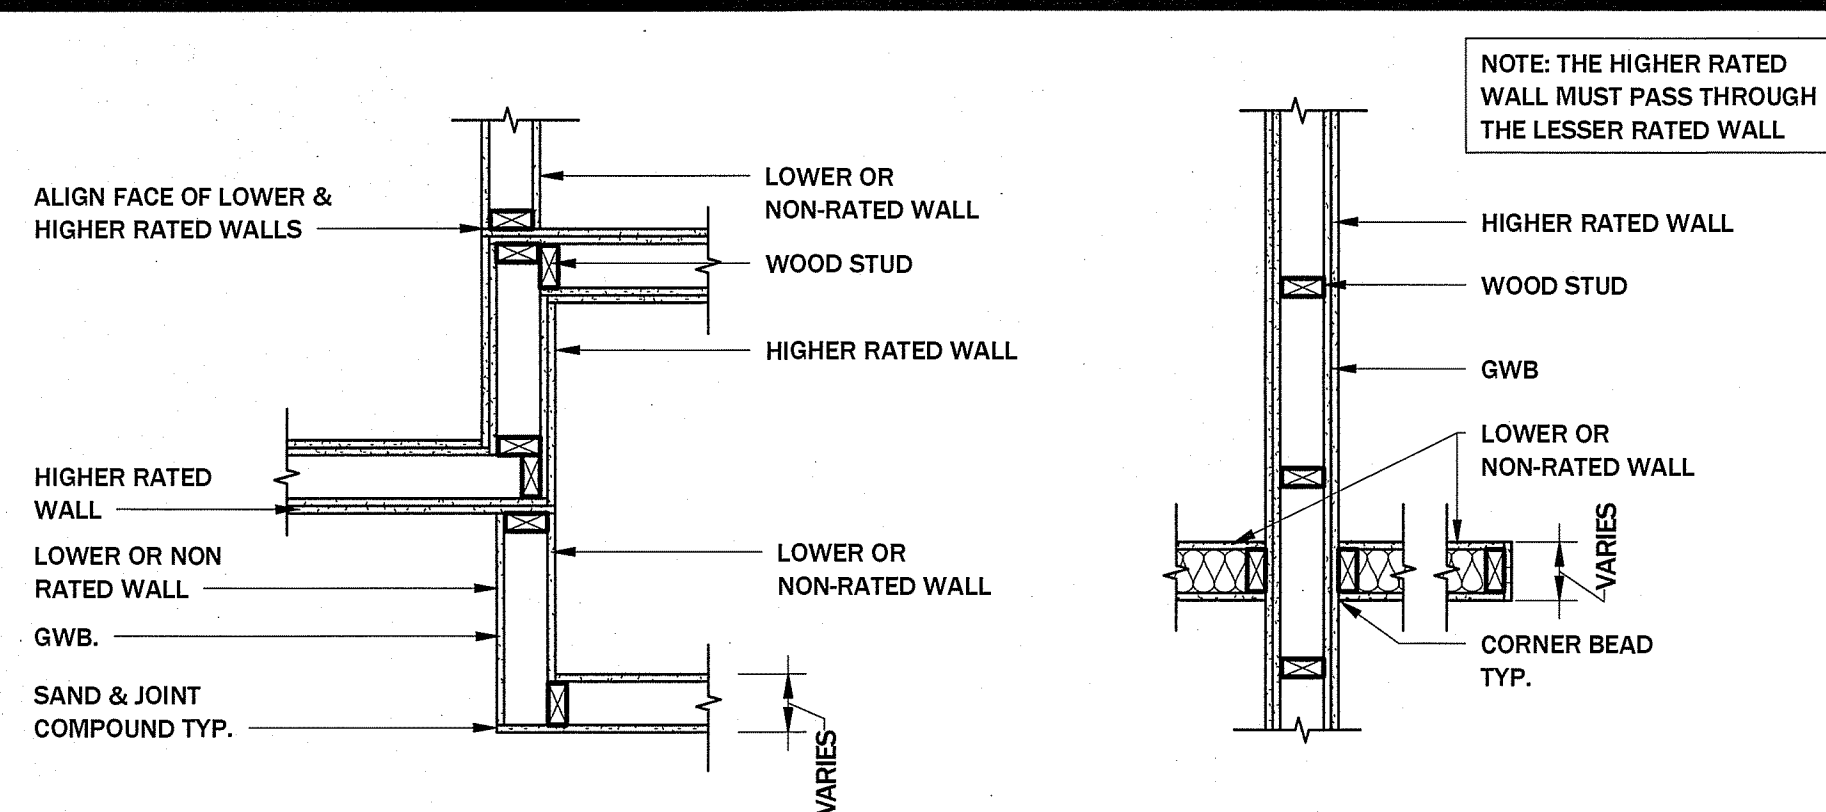 ALIGN FACE OF LOWER &
HIGHER RATED WALLS
HIGHER RATED
WALL
LOWER OR NON
RATED WALL
GWB.
SAND & JOINT
COMPOUND TYP.
LOWER OR
NON-RATED WALL
WOOD STUD
HIGHER RATED WALL
LOWER OR
NON-RATED WALL
VARIES
NOTE: THE HIGHER RATED
WALL MUST PASS THROUGH
THE LESSER RATED WALL
HIGHER RATED WALL
WOOD STUD
GWB
LOWER OR
NON-RATED WALL
VARIES
CORNER BEAD
TYP.